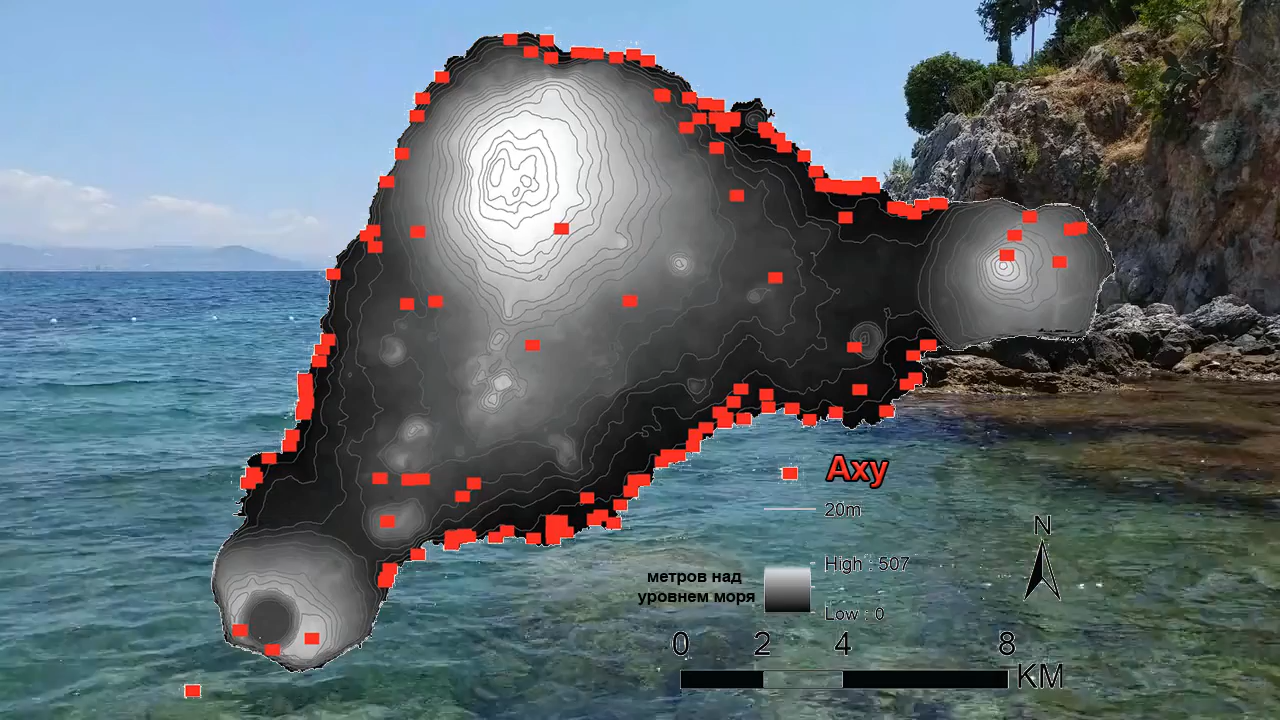 Аху
20m
N
High : 507
метров над
уровнем моря
Low : 0
0 2 4 8
KM